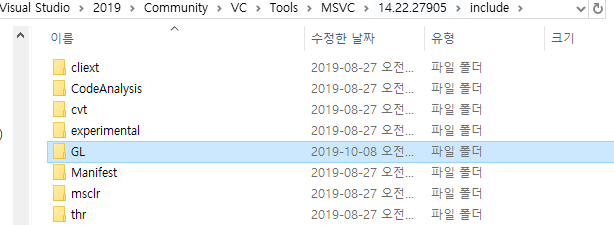 Visual Studio > 2019 > Community > VC > Tools > MSVC > 14.22.27905 > include >
이름 수정한 날짜 유형 크기
cliext 2019-08-27 오전... 파일 폴더
CodeAnalysis 2019-08-27 오전... 파일 폴더
cvt 2019-08-27 오전... 파일 폴더
experimental 2019-08-27 오전... 파일 폴더
GL 2019-10-08 오전... 파일 폴더
Manifest 2019-08-27 오전... 파일 폴더
msclr 2019-08-27 오전... 파일 폴더
thr 2019-08-27 오전... 파일 폴더